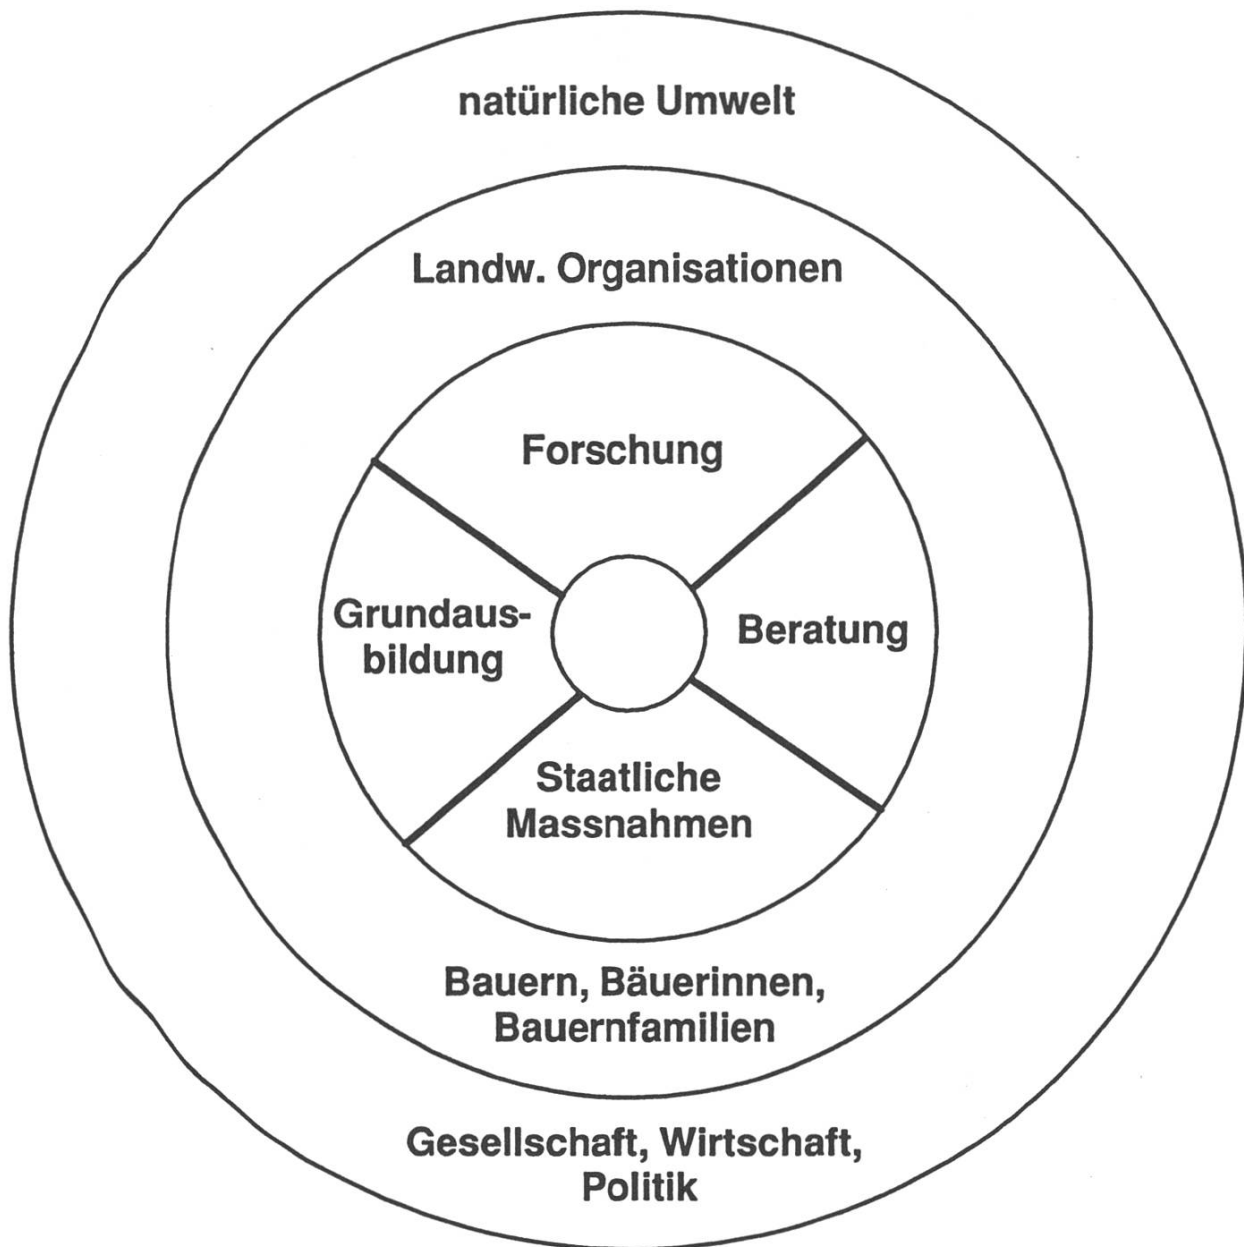 natürliche Umwelt
Landw. Organisationen
Forschung
Grundaus-
bildung
Beratung
Staatliche
Massnahmen
Bauern, Bäuerinnen,
Bauernfamilien
Gesellschaft, Wirtschaft,
Politik